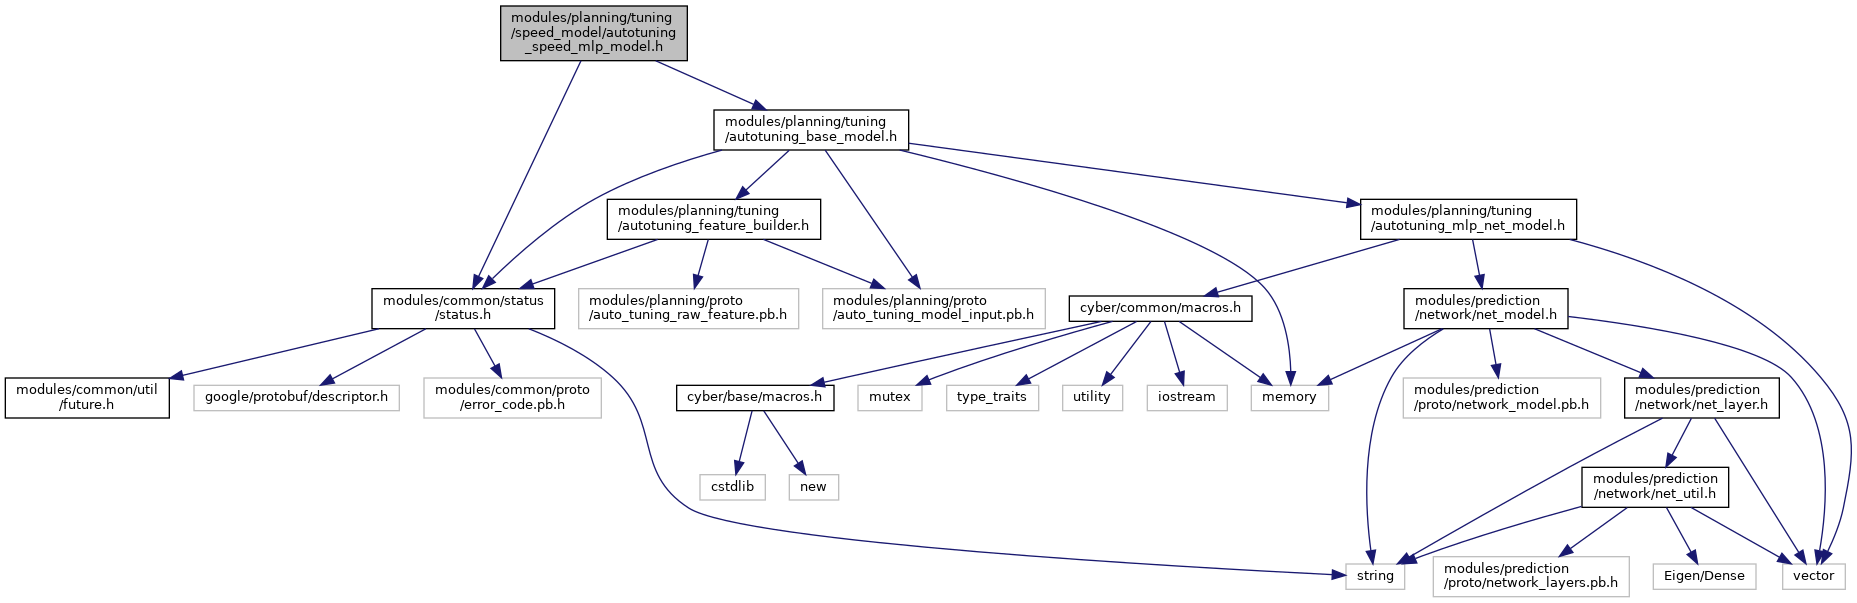 modules/planning/tuning
/speed_model/autotuning
_speed_mlp_model.h
modules/planning/tuning
/autotuning_base_model.h
modules/planning/tuning
/autotuning_feature_builder.h
modules/planning/tuning
/autotuning_mlp_net_model.h
modules/common/status
/status.h
modules/planning/proto
/auto_tuning_raw_feature.pb.h
modules/planning/proto
/auto_tuning_model_input.pb.h
cyber/common/macros.h
modules/prediction
/network/net_model.h
modules/common/util
/future.h
google/protobuf/descriptor.h
modules/common/proto
/error_code.pb.h
cyber/base/macros.h
mutex
type_traits
utility
iostream
memory
modules/prediction
/proto/network_model.pb.h
modules/prediction
/network/net_layer.h
cstdlib
new
modules/prediction
/network/net_util.h
string
modules/prediction
/proto/network_layers.pb.h
Eigen/Dense
vector